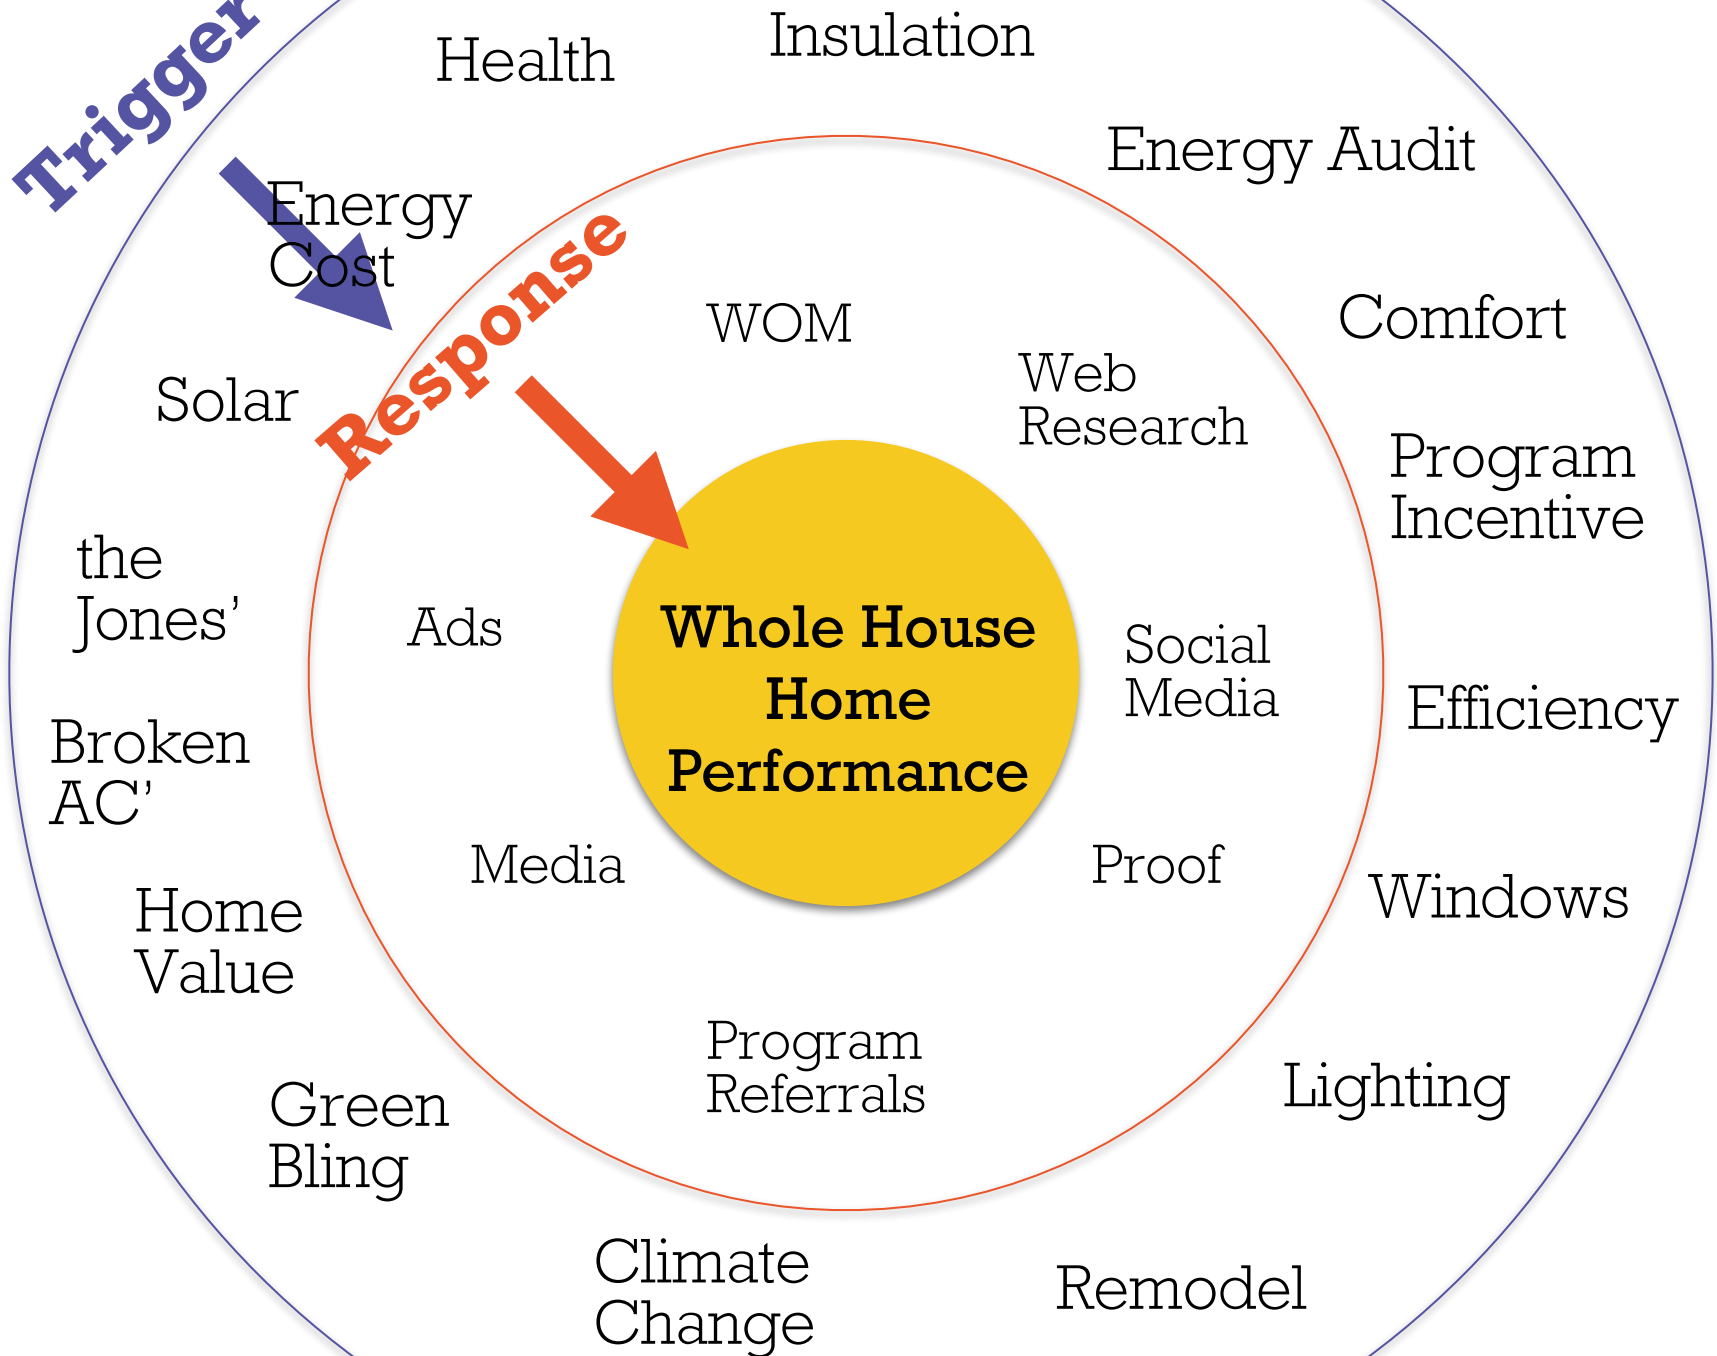 Trigger
Health
Insulation
Energy Audit
Energy
Cost
Response
WOM
Comfort
Web
Research
Solar
Program
Incentive
the
Jones’
Ads
Whole House
Home
Performance
Social
Media
Efficiency
Broken
AC’
Media
Proof
Windows
Home
Value
Program
Referrals
Lighting
Green
Bling
Climate
Change
Remodel